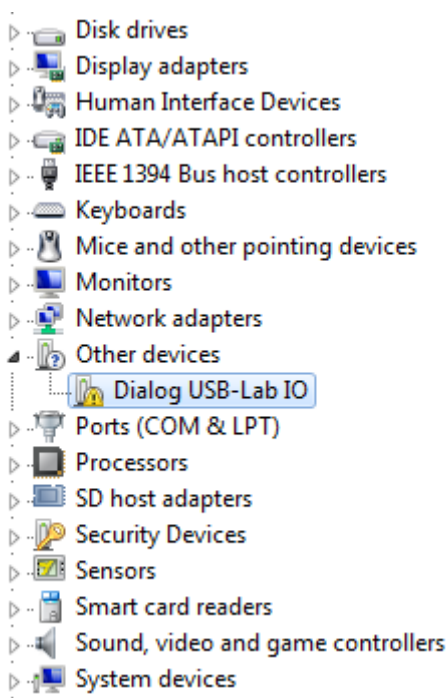 Disk drives
Display adapters
Human Interface Devices
IDE ATA/ATAPI controllers
IEEE 1394 Bus host controllers
Keyboards
Mice and other pointing devices
Monitors
Network adapters
Other devices
Dialog USB-Lab IO
Ports (COM & LPT)
Processors
SD host adapters
Security Devices
Sensors
Smart card readers
Sound, video and game controllers
System devices